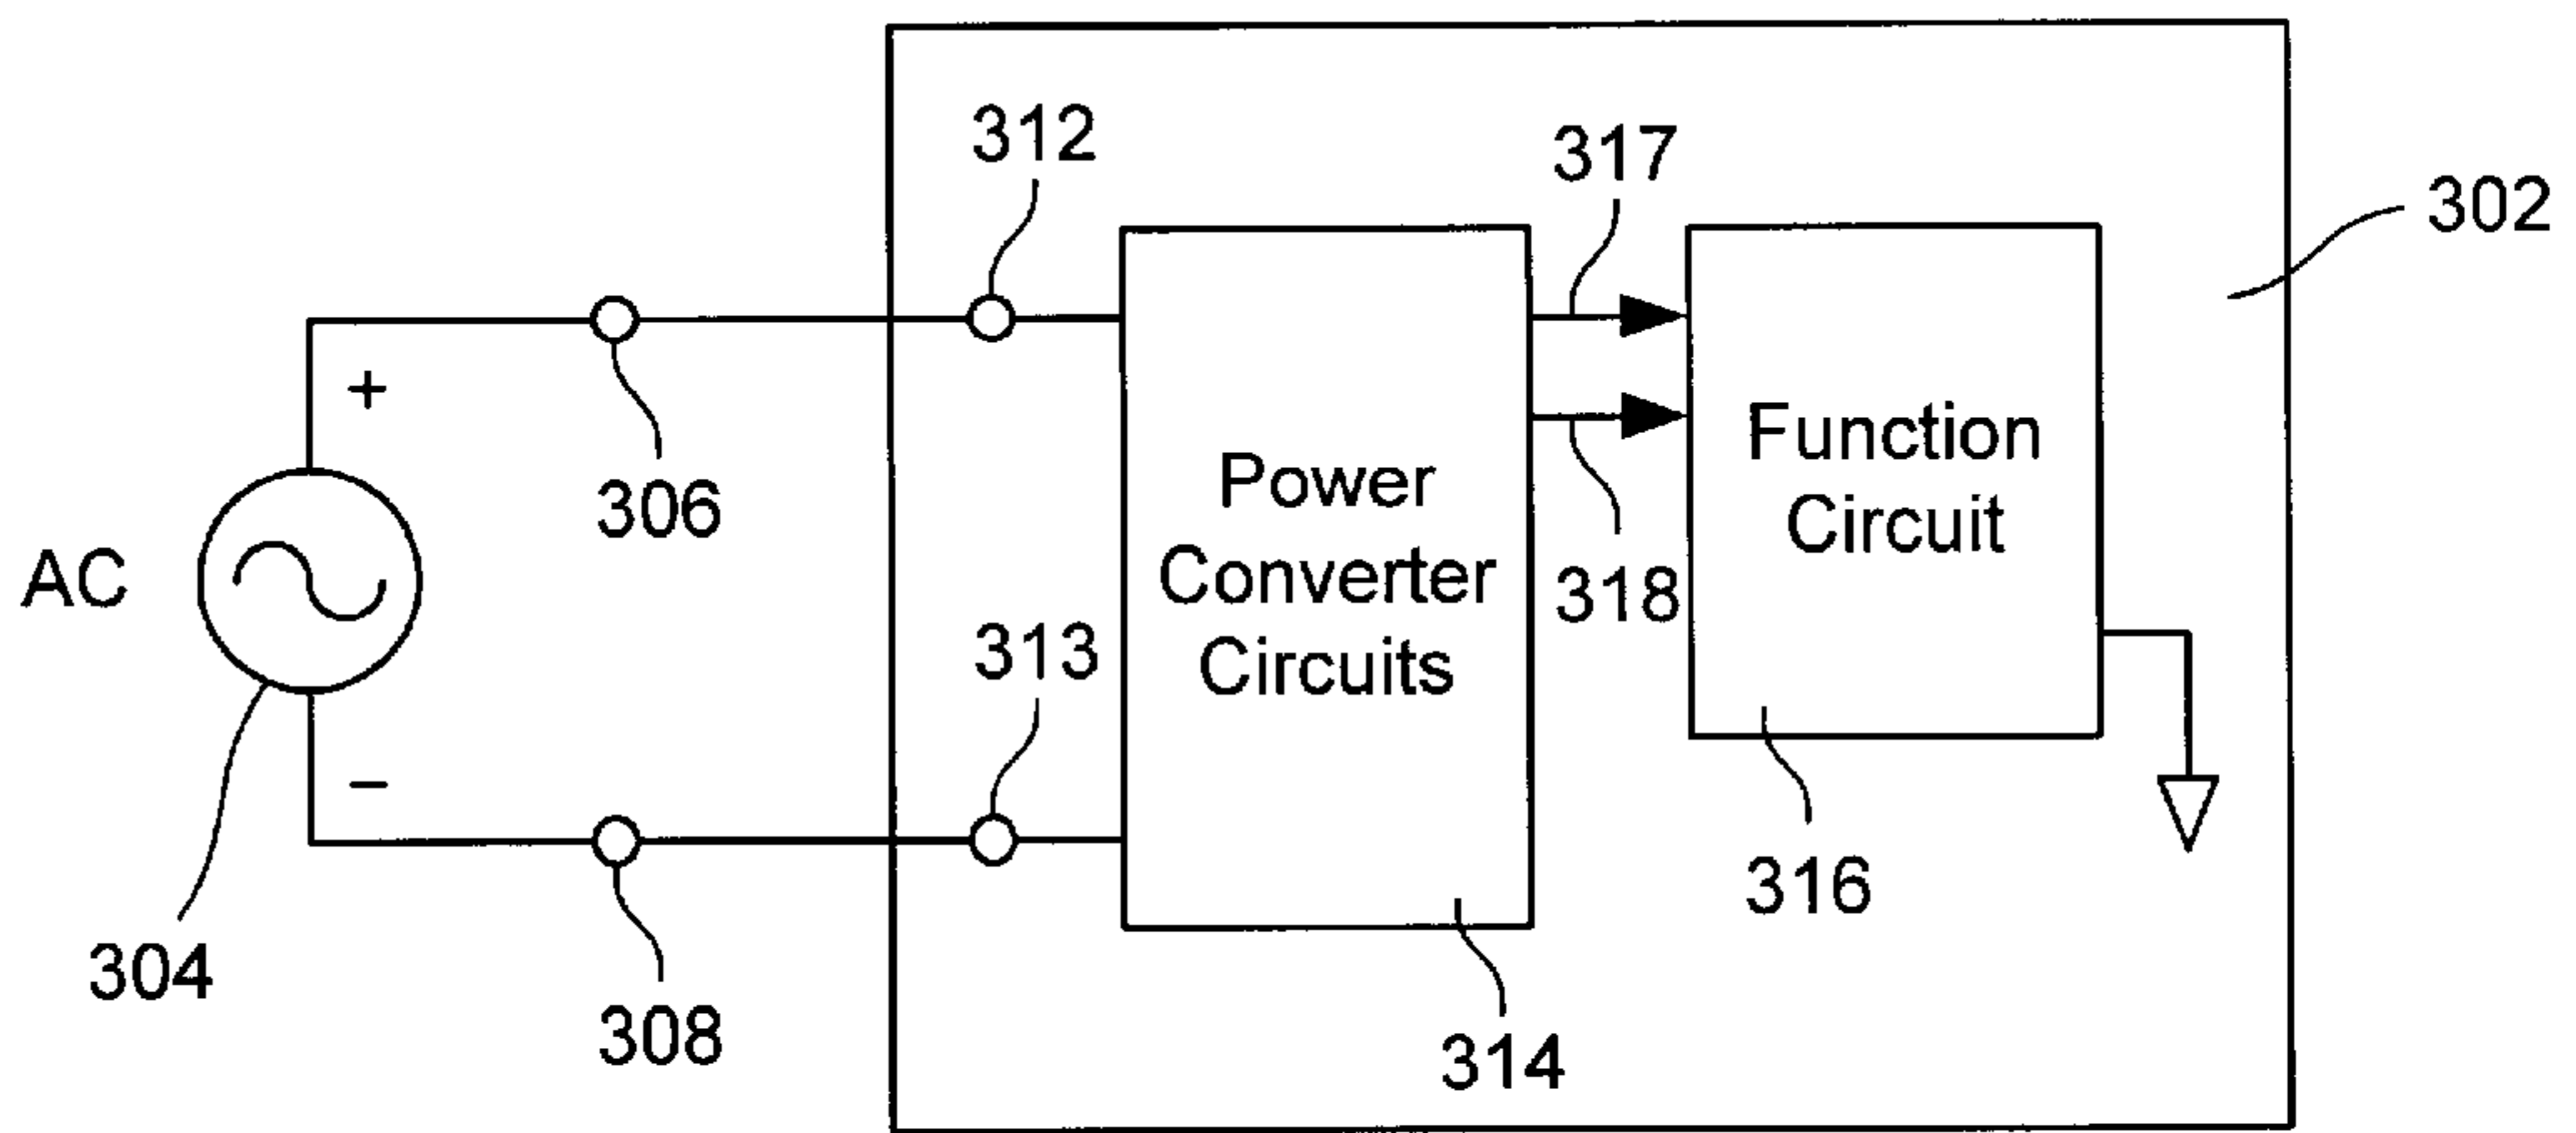 312
317
302
+
306
Function
Circuit
Power
Converter
Circuits
AC
318
313
−
316
304
308
314